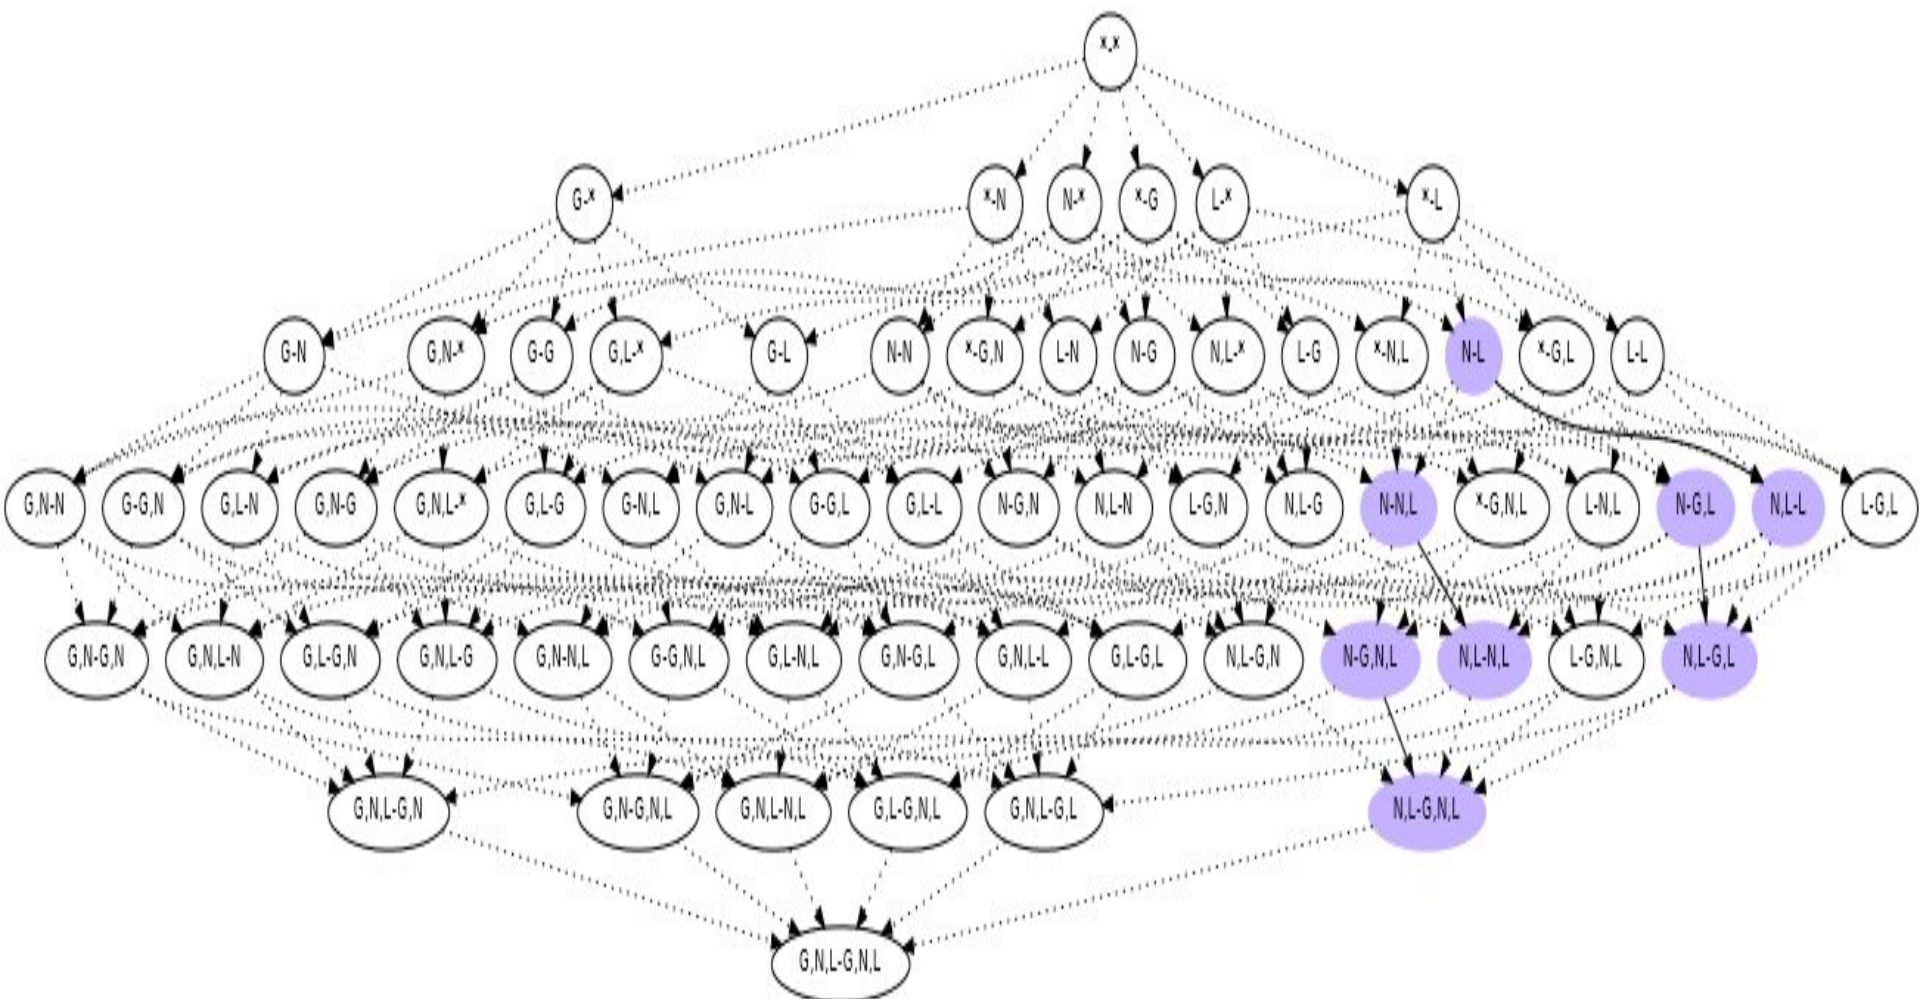 *-*
G-* *-N N-* *-G L-* *-L
G-N G,N-* G-G G,L-* G-L N-N *-G,N L-N N-G N,L-* L-G *-N,L N-L *-G,L L-L
G,N-N G-G,N G,L-N G,N-G G,N,L-* G,L-G G-N,L G,N-L G-G,L G,L-L N-G,N N,L-N L-G,N N,L-G N-N,L *-G,N,L L-N,L N-G,L N,L-L L-G,L
G,N-G,N G,N,L-N G,L-G,N G,N,L-G G,N-N,L G-G,N,L G,L-N,L G,N-G,L G,N,L-L G,L-G,L N,L-G,N N-G,N,L N,L-N,L L-G,N,L N,L-G,L
G,N,L-G,N G,N-G,N,L G,N,L-N,L G,L-G,N,L G,N,L-G,L N,L-G,N,L
G,N,L-G,N,L